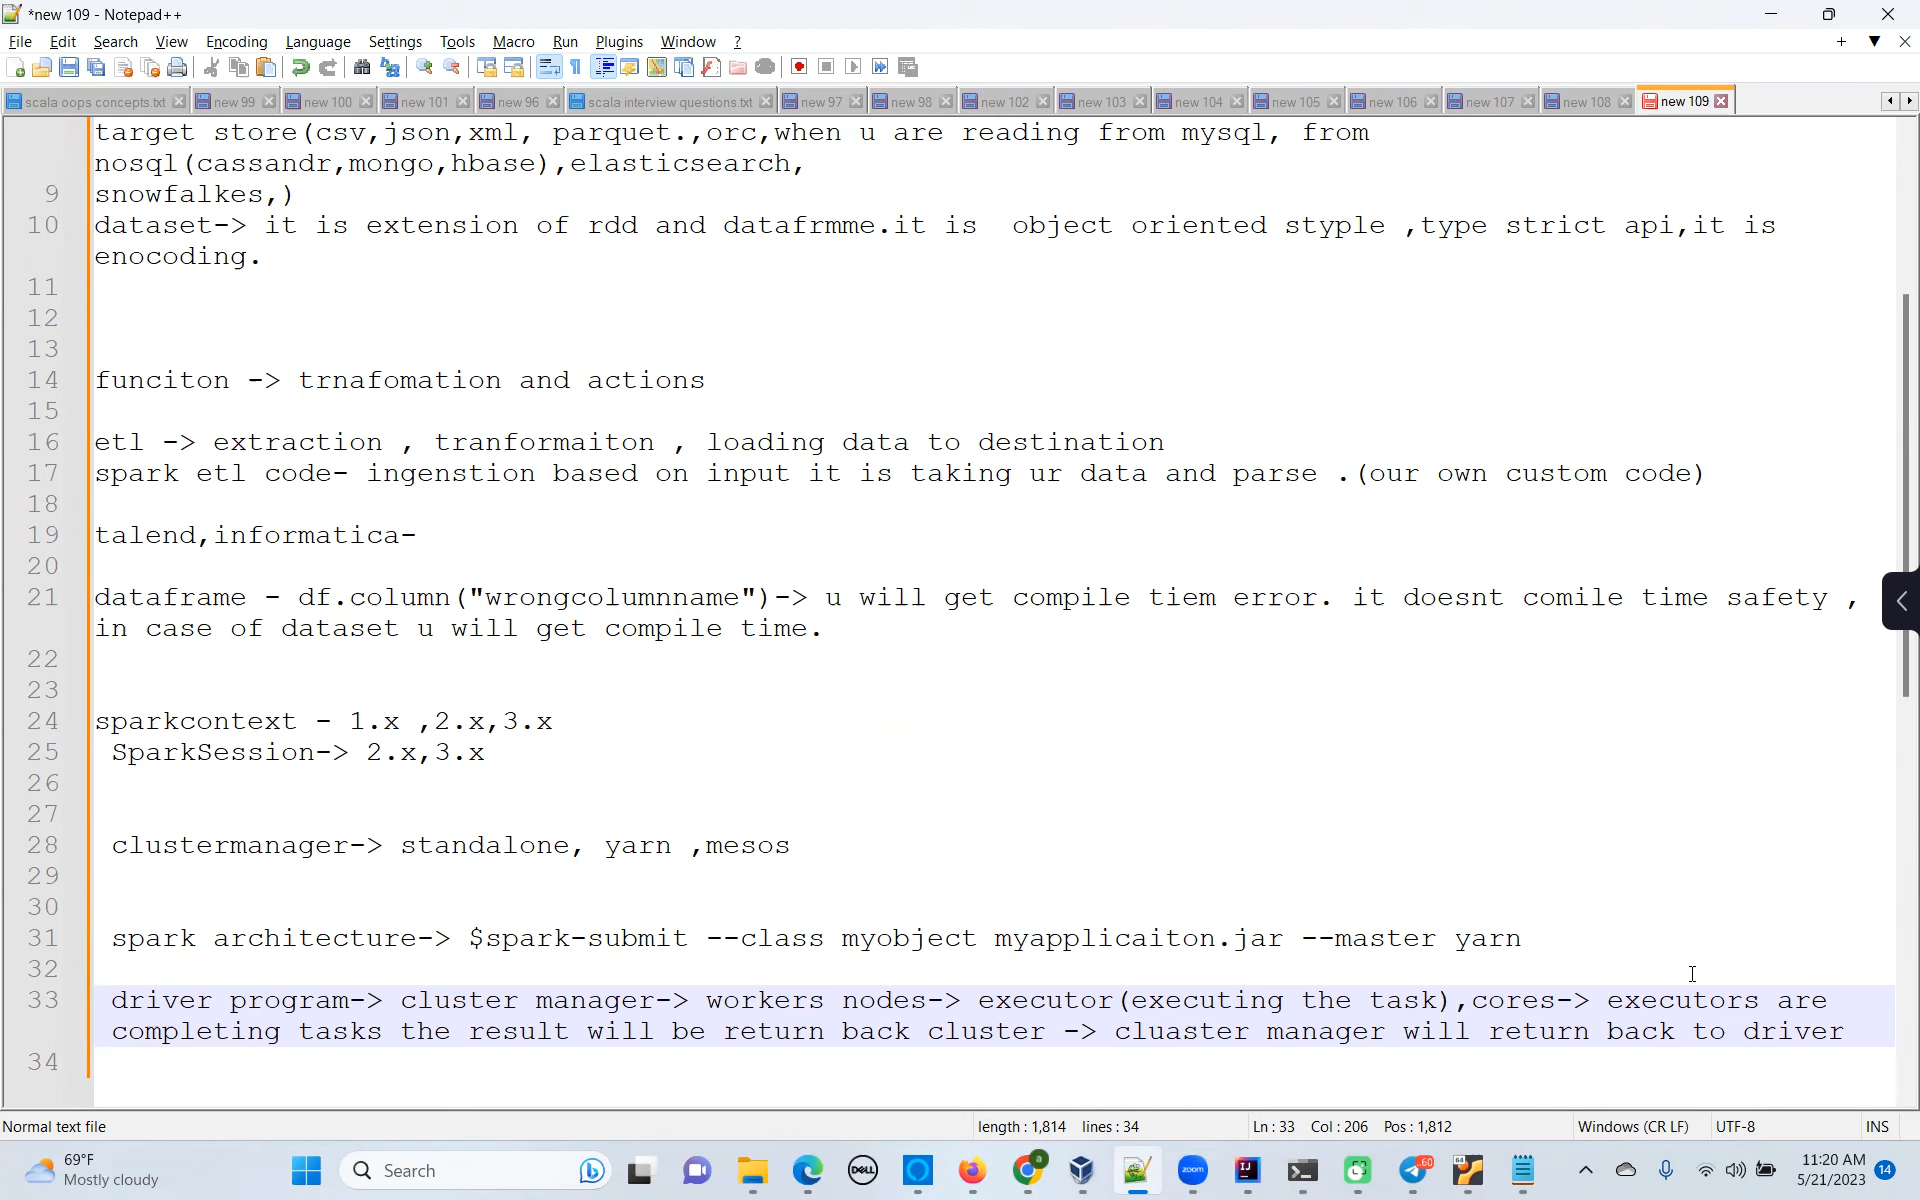 *new 109 - Notepad++
File Edit Search View Encoding Language Settings Tools Macro Run Plugins Window ?
scala oops concepts.txt new 99 new 100 new 101 new 96 scala interview questions.txt new 97 new 98 new 102 new 103 new 104 new 105 new 106 new 107 new 108 new 109
target store(csv,json,xml, parquet.,orc,when u are reading from mysql, from
nosql(cassandr,mongo,hbase),elasticsearch,
9 snowfalkes,)
10 dataset-> it is extension of rdd and datafrmme.it is  object oriented styple ,type strict api,it is
enocoding.
11
12
13
14 funciton -> trnafomation and actions
15
16 etl -> extraction , tranformaiton , loading data to destination
17 spark etl code- ingenstion based on input it is taking ur data and parse .(our own custom code)
18
19 talend,informatica-
20
21 dataframe - df.column("wrongcolumnname")-> u will get compile tiem error. it doesnt comile time safety ,
in case of dataset u will get compile time.
22
23
24 sparkcontext - 1.x ,2.x,3.x
25 SparkSession-> 2.x,3.x
26
27
28 clustermanager-> standalone, yarn ,mesos
29
30
31 spark architecture-> $spark-submit --class myobject myapplicaiton.jar --master yarn
32
33 driver program-> cluster manager-> workers nodes-> executor(executing the task),cores-> executors are
completing tasks the result will be return back cluster -> cluaster manager will return back to driver
34
Normal text file length : 1,814 lines : 34 Ln : 33 Col : 206 Pos : 1,812 Windows (CR LF) UTF-8 INS
69°F
Mostly cloudy
Search
DELL
zoom
IJ
60
64
11:20 AM
5/21/2023
14